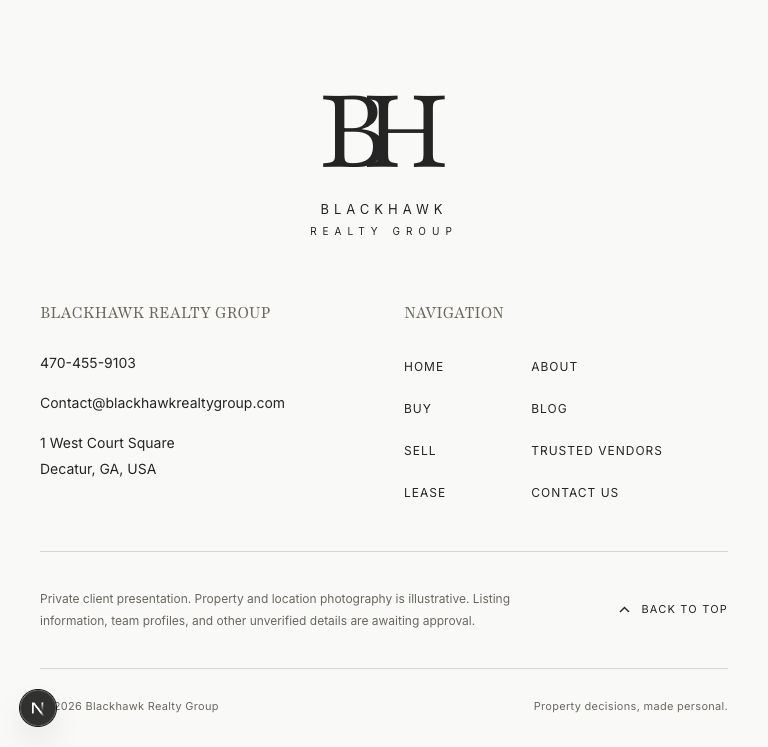 BH
BLACKHAWK
REALTY GROUP
BLACKHAWK REALTY GROUP
470-455-9103
Contact@blackhawkrealtygroup.com
1 West Court Square
Decatur, GA, USA
NAVIGATION
HOME
ABOUT
BUY
BLOG
SELL
TRUSTED VENDORS
LEASE
CONTACT US
Private client presentation. Property and location photography is illustrative. Listing
information, team profiles, and other unverified details are awaiting approval.
BACK TO TOP
N
2026 Blackhawk Realty Group
Property decisions, made personal.